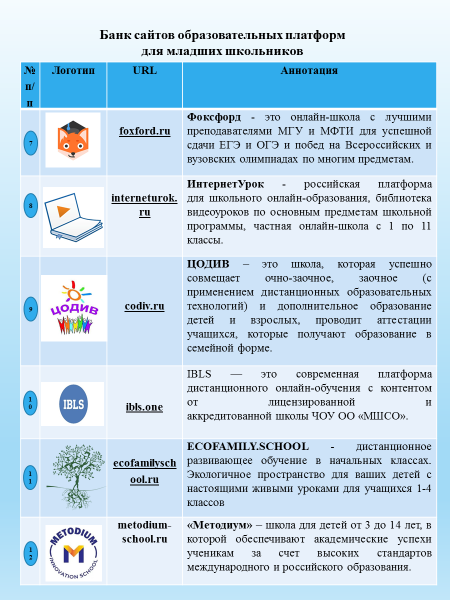 Банк сайтов образовательных платформ
для младших школьников
№
п/
п
Логотип
URL
Аннотация
7
foxford.ru
Фоксфорд - это онлайн-школа с лучшими
преподавателями МГУ и МФТИ для успешной
сдачи ЕГЭ и ОГЭ и побед на Всероссийских и
вузовских олимпиадах по многим предметам.
8
interneturok.
ru
ИнтернетУрок - российская платформа
для школьного онлайн-образования, библиотека
видеоуроков по основным предметам школьной
программы, частная онлайн-школа с 1 по 11
классы.
9
ЦОДИВ
codiv.ru
ЦОДИВ – это школа, которая успешно
совмещает очно-заочное, заочное (с
применением дистанционных образовательных
технологий) и дополнительное образование
детей и взрослых, проводит аттестации
учащихся, которые получают образование в
семейной форме.
1
0
IBLS
ibls.one
IBLS — это современная платформа
дистанционного онлайн-обучения с контентом
от лицензированной и
аккредитованной школы ЧОУ ОО «МШСО».
1
1
ecofamilysch
ool.ru
ECOFAMILY.SCHOOL - дистанционное
развивающее обучение в начальных классах.
Экологичное пространство для ваших детей с
настоящими живыми уроками для учащихся 1-4
классов
1
2
METODIUM
INNOVATION SCHOOL
metodium-
school.ru
«Методиум» – школа для детей от 3 до 14 лет, в
которой обеспечивают академические успехи
ученикам за счет высоких стандартов
международного и российского образования.